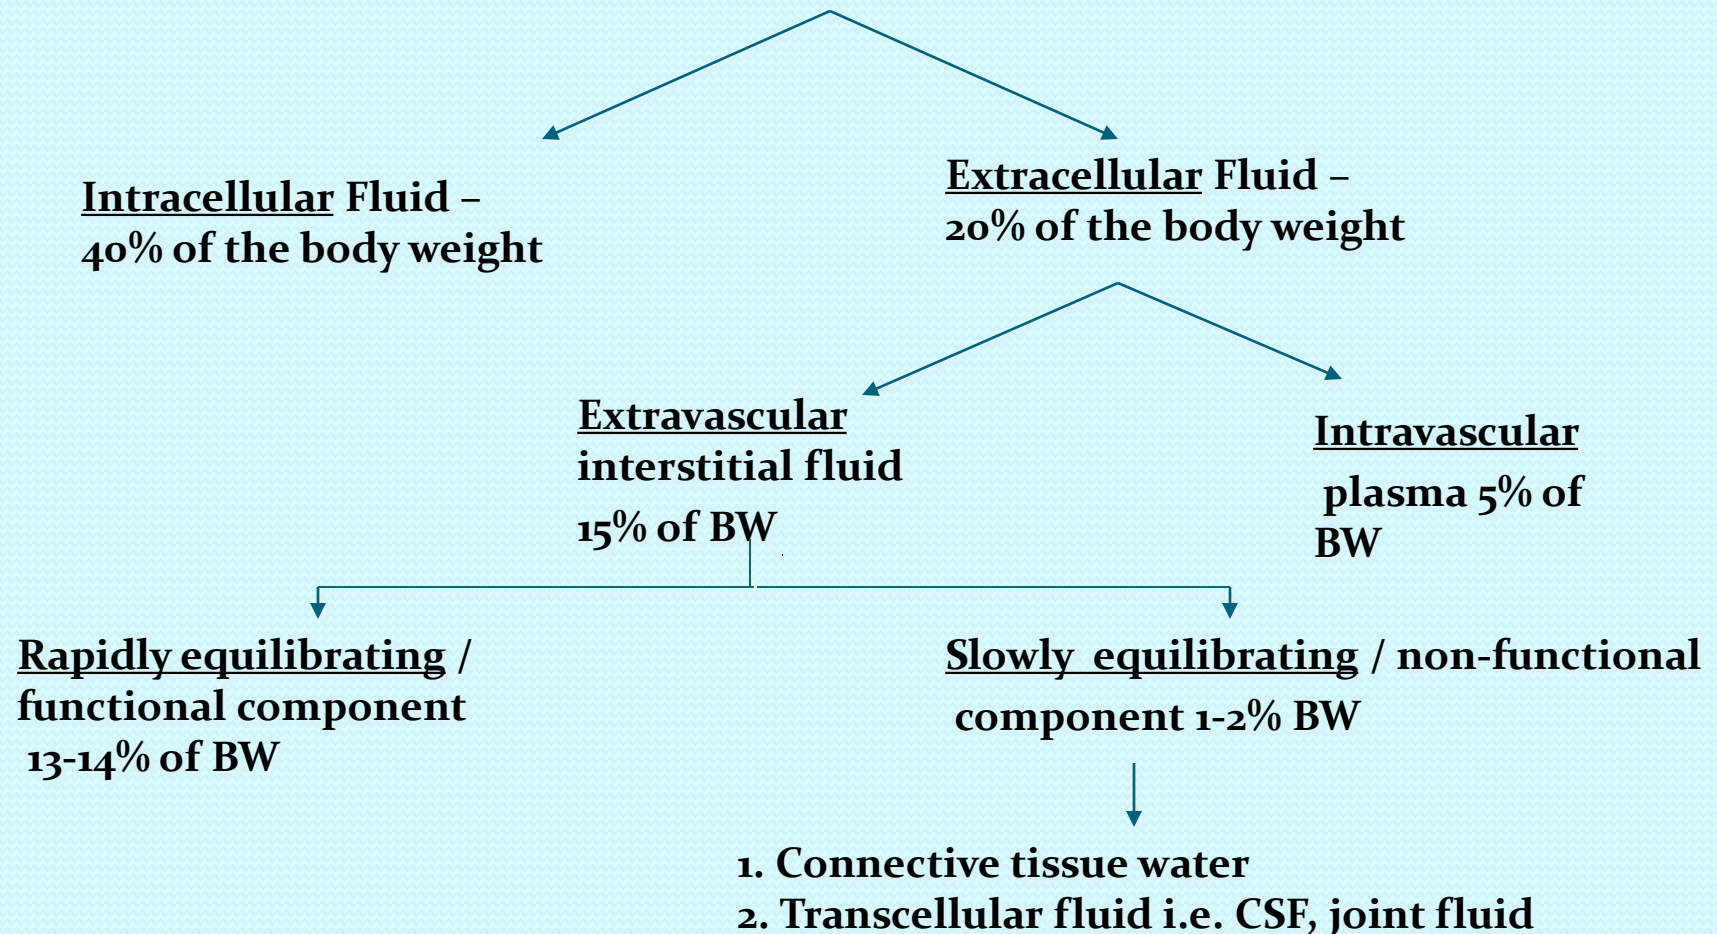 Intracellular Fluid –
40% of the body weight
Extracellular Fluid –
20% of the body weight
Extravascular
interstitial fluid
15% of BW
Intravascular
plasma 5% of
BW
Rapidly equilibrating /
functional component
13-14% of BW
Slowly equilibrating / non-functional
component 1-2% BW
1. Connective tissue water
2. Transcellular fluid i.e. CSF, joint fluid